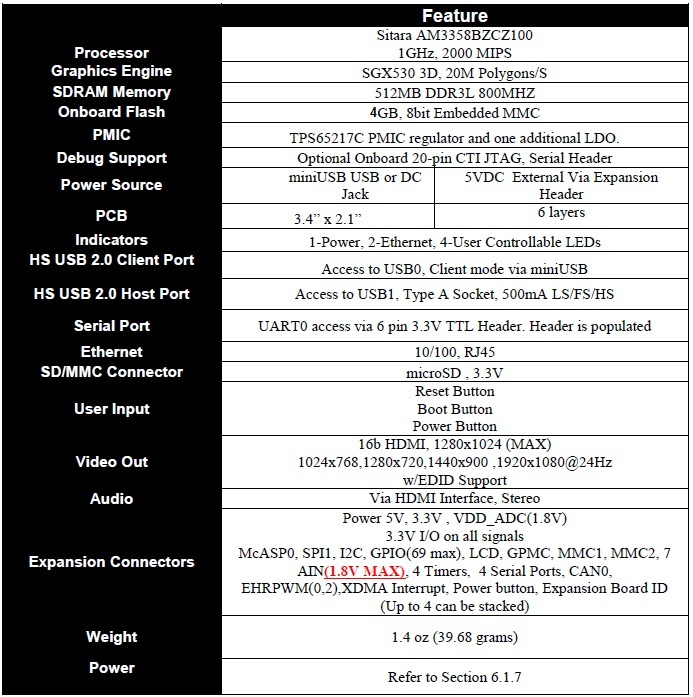 Feature
Processor
Sitara AM3358BZCZ100
1GHz, 2000 MIPS
Graphics Engine
SGX530 3D, 20M Polygons/S
SDRAM Memory
512MB DDR3L 800MHZ
Onboard Flash
4GB, 8bit Embedded MMC
PMIC
TPS65217C PMIC regulator and one additional LDO.
Debug Support
Optional Onboard 20-pin CTI JTAG, Serial Header
Power Source
miniUSB USB or DC
Jack
5VDC External Via Expansion
Header
PCB
3.4” x 2.1”
6 layers
Indicators
1-Power, 2-Ethernet, 4-User Controllable LEDs
HS USB 2.0 Client Port
Access to USB0, Client mode via miniUSB
HS USB 2.0 Host Port
Access to USB1, Type A Socket, 500mA LS/FS/HS
Serial Port
UART0 access via 6 pin 3.3V TTL Header. Header is populated
Ethernet
10/100, RJ45
SD/MMC Connector
microSD , 3.3V
User Input
Reset Button
Boot Button
Power Button
Video Out
16b HDMI, 1280x1024 (MAX)
1024x768,1280x720,1440x900 ,1920x1080@24Hz
w/EDID Support
Audio
Via HDMI Interface, Stereo
Expansion Connectors
Power 5V, 3.3V , VDD_ADC(1.8V)
3.3V I/O on all signals
McASP0, SPI1, I2C, GPIO(69 max), LCD, GPMC, MMC1, MMC2, 7
AIN(1.8V MAX), 4 Timers, 4 Serial Ports, CAN0,
EHRPWM(0,2),XDMA Interrupt, Power button, Expansion Board ID
(Up to 4 can be stacked)
Weight
1.4 oz (39.68 grams)
Power
Refer to Section 6.1.7